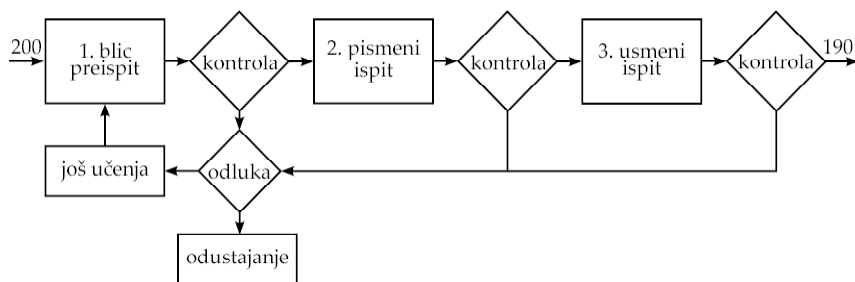 200
1. blic
preispit
kontrola
2. pismeni
ispit
kontrola
3. usmeni
ispit
kontrola
190
još učenja
odluka
odustajanje